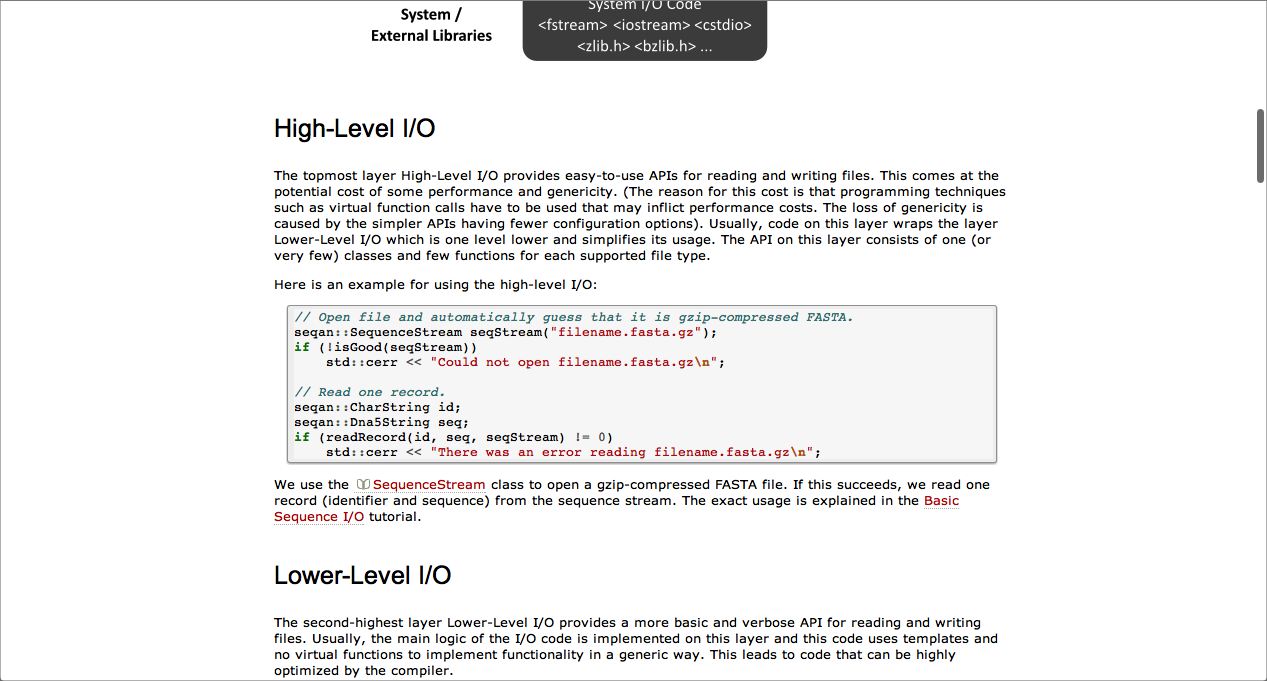 System /
External Libraries
System I/O Code
<fstream> <iostream> <cstdio>
<zlib.h> <bzlib.h> ...
High-Level I/O
The topmost layer High-Level I/O provides easy-to-use APIs for reading and writing files. This comes at the
potential cost of some performance and genericity. (The reason for this cost is that programming techniques
such as virtual function calls have to be used that may inflict performance costs. The loss of genericity is
caused by the simpler APIs having fewer configuration options). Usually, code on this layer wraps the layer
Lower-Level I/O which is one level lower and simplifies its usage. The API on this layer consists of one (or
very few) classes and few functions for each supported file type.
Here is an example for using the high-level I/O:
// Open file and automatically guess that it is gzip-compressed FASTA.
seqan::SequenceStream seqStream("filename.fasta.gz");
if (!isGood(seqStream))
    std::cerr << "Could not open filename.fasta.gz\n";
// Read one record.
seqan::CharString id;
seqan::Dna5String seq;
if (readRecord(id, seq, seqStream) != 0)
    std::cerr << "There was an error reading filename.fasta.gz\n";
We use the SequenceStream class to open a gzip-compressed FASTA file. If this succeeds, we read one
record (identifier and sequence) from the sequence stream. The exact usage is explained in the Basic
Sequence I/O tutorial.
Lower-Level I/O
The second-highest layer Lower-Level I/O provides a more basic and verbose API for reading and writing
files. Usually, the main logic of the I/O code is implemented on this layer and this code uses templates and
no virtual functions to implement functionality in a generic way. This leads to code that can be highly
optimized by the compiler.